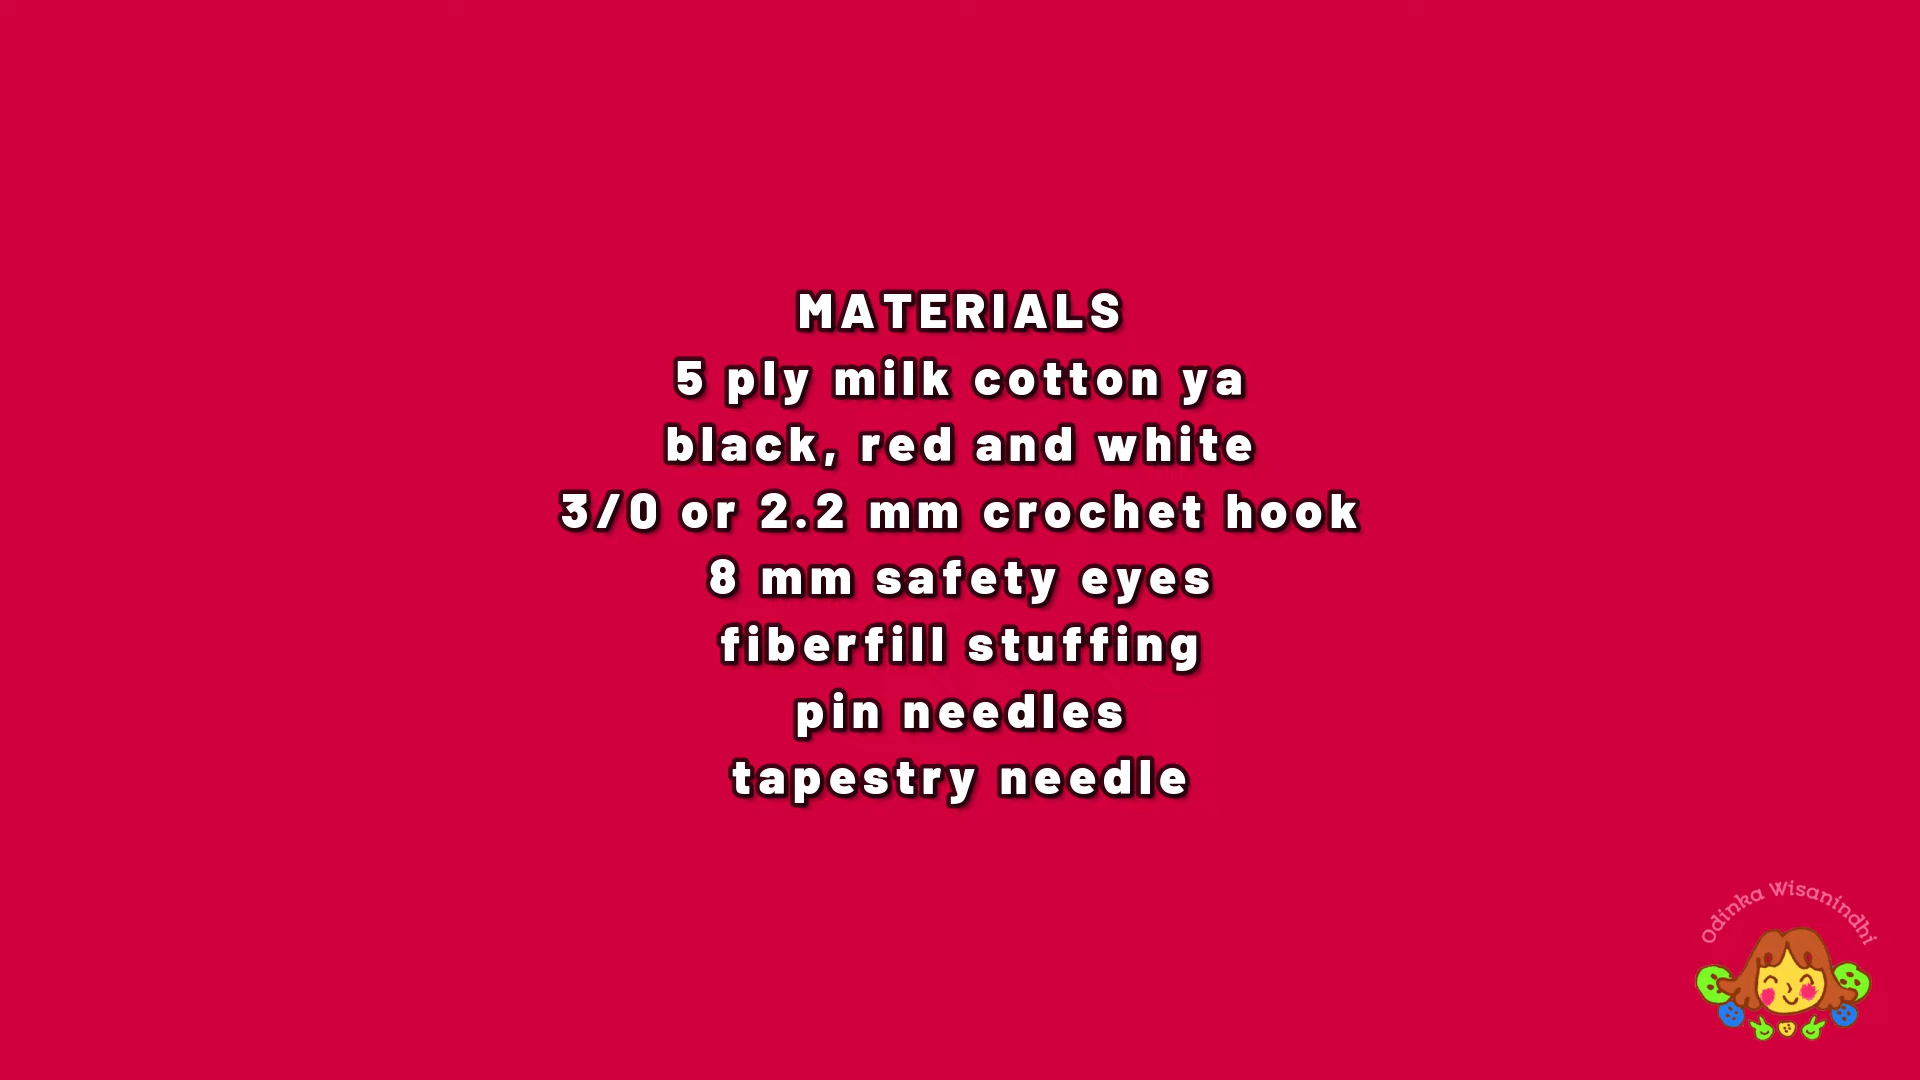 MATERIALS
5 ply milk cotton ya
black, red and white
3/0 or 2.2 mm crochet hook
8 mm safety eyes
fiberfill stuffing
pin needles
tapestry needle
Odinka Wisanindhi